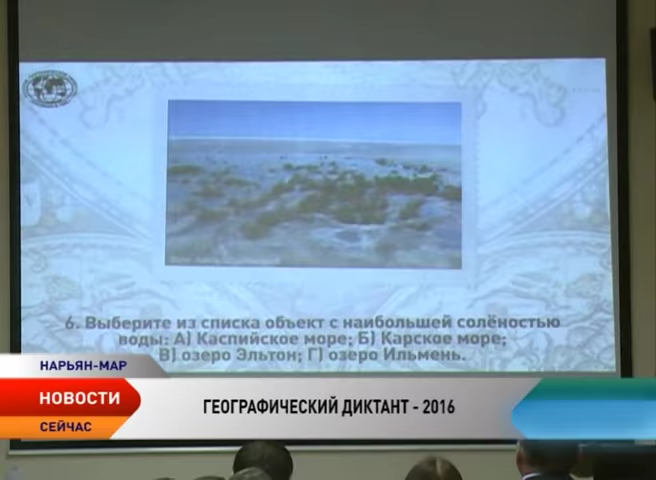 6. Выберите из списка объект с наибольшей солёностью
воды: А) Каспийское море; Б) Карское море;
В) озеро Эльтон; Г) озеро Ильмень.
НАРЬЯН-МАР
НОВОСТИ
СЕЙЧАС
ГЕОГРАФИЧЕСКИЙ ДИКТАНТ - 2016